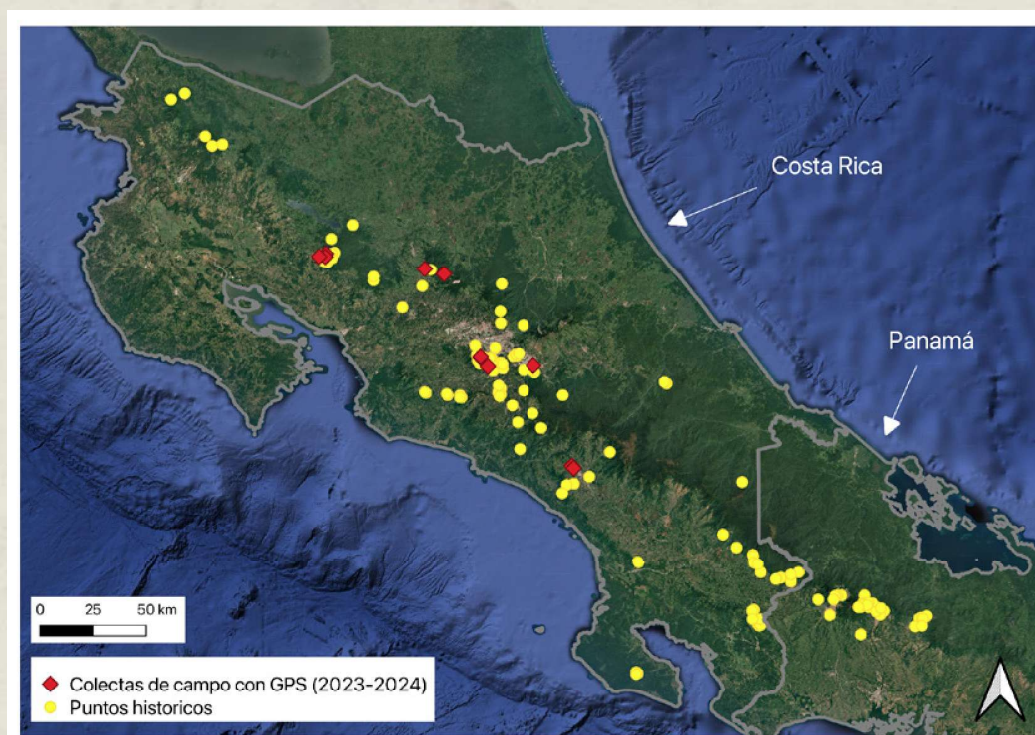 Costa Rica
Panamá
0 25 50 km
Colectas de campo con GPS (2023-2024)
Puntos historicos